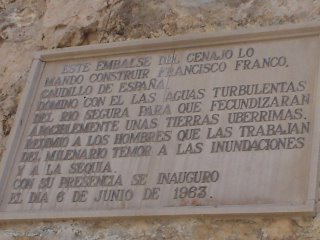 ESTE EMBALSE DEL CENAJO LO
MANDO CONSTRUIR FRANCISCO FRANCO,
CAUDILLO DE ESPAÑA.
DOMINO CON EL LAS AGUAS TURBULENTAS
DEL RIO SEGURA PARA QUE FECUNDIZARAN
APACIBLEMENTE UNAS TIERRAS UBERRIMAS.
REDIMIO A LOS HOMBRES QUE LAS TRABAJAN
DEL MILENARIO TEMOR A LAS INUNDACIONES
Y A LA SEQUIA.
CON SU PRESENCIA SE INAUGURO
EL DIA 6 DE JUNIO DE 1963.